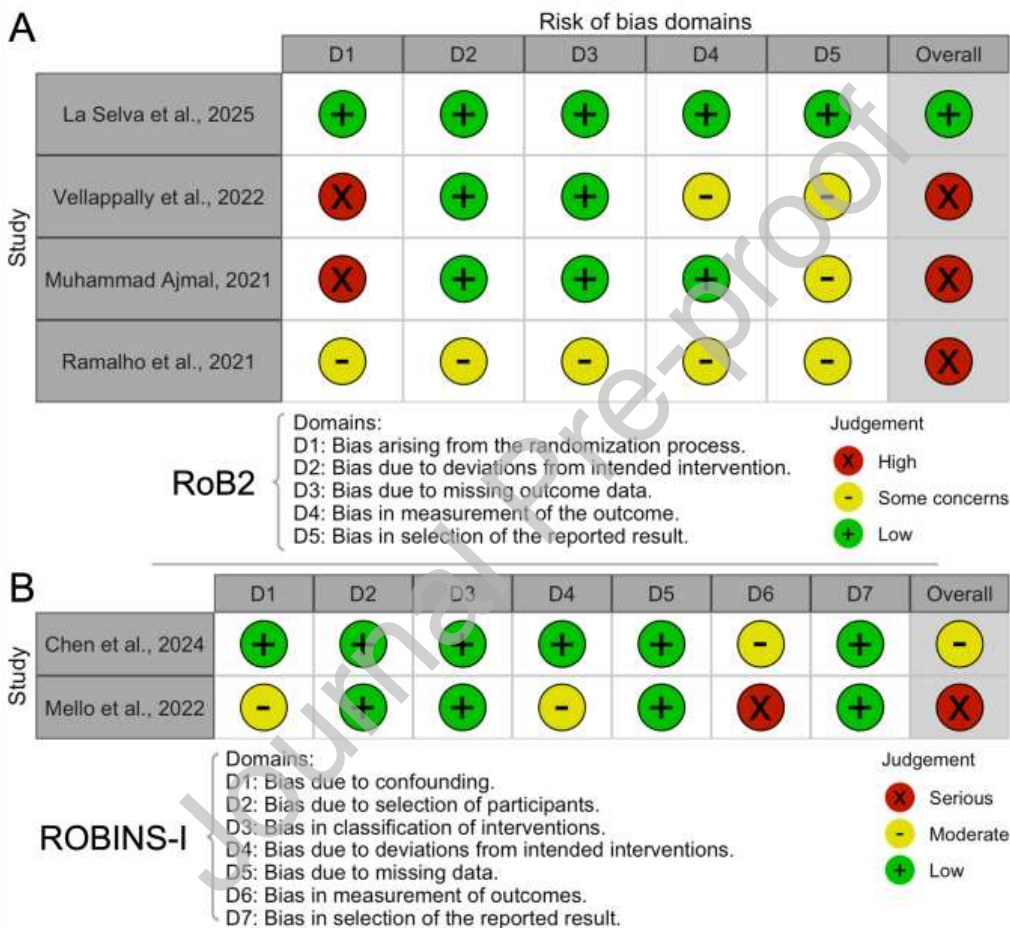 A
Risk of bias domains
D1 D2 D3 D4 D5 Overall
Study
La Selva et al., 2025 + + + + + +
Vellappally et al., 2022 X + + - - X
Muhammad Ajmal, 2021 X + + + - X
Ramalho et al., 2021 - - - - - X
RoB2
Domains:
D1: Bias arising from the randomization process.
D2: Bias due to deviations from intended intervention.
D3: Bias due to missing outcome data.
D4: Bias in measurement of the outcome.
D5: Bias in selection of the reported result.
Judgement
X High
- Some concerns
+ Low
B
D1 D2 D3 D4 D5 D6 D7 Overall
Study
Chen et al., 2024 + + + + + - + -
Mello et al., 2022 - + + - + X + X
ROBINS-I
Domains:
D1: Bias due to confounding.
D2: Bias due to selection of participants.
D3: Bias in classification of interventions.
D4: Bias due to deviations from intended interventions.
D5: Bias due to missing data.
D6: Bias in measurement of outcomes.
D7: Bias in selection of the reported result.
Judgement
X Serious
- Moderate
+ Low
Journal Pre-proof